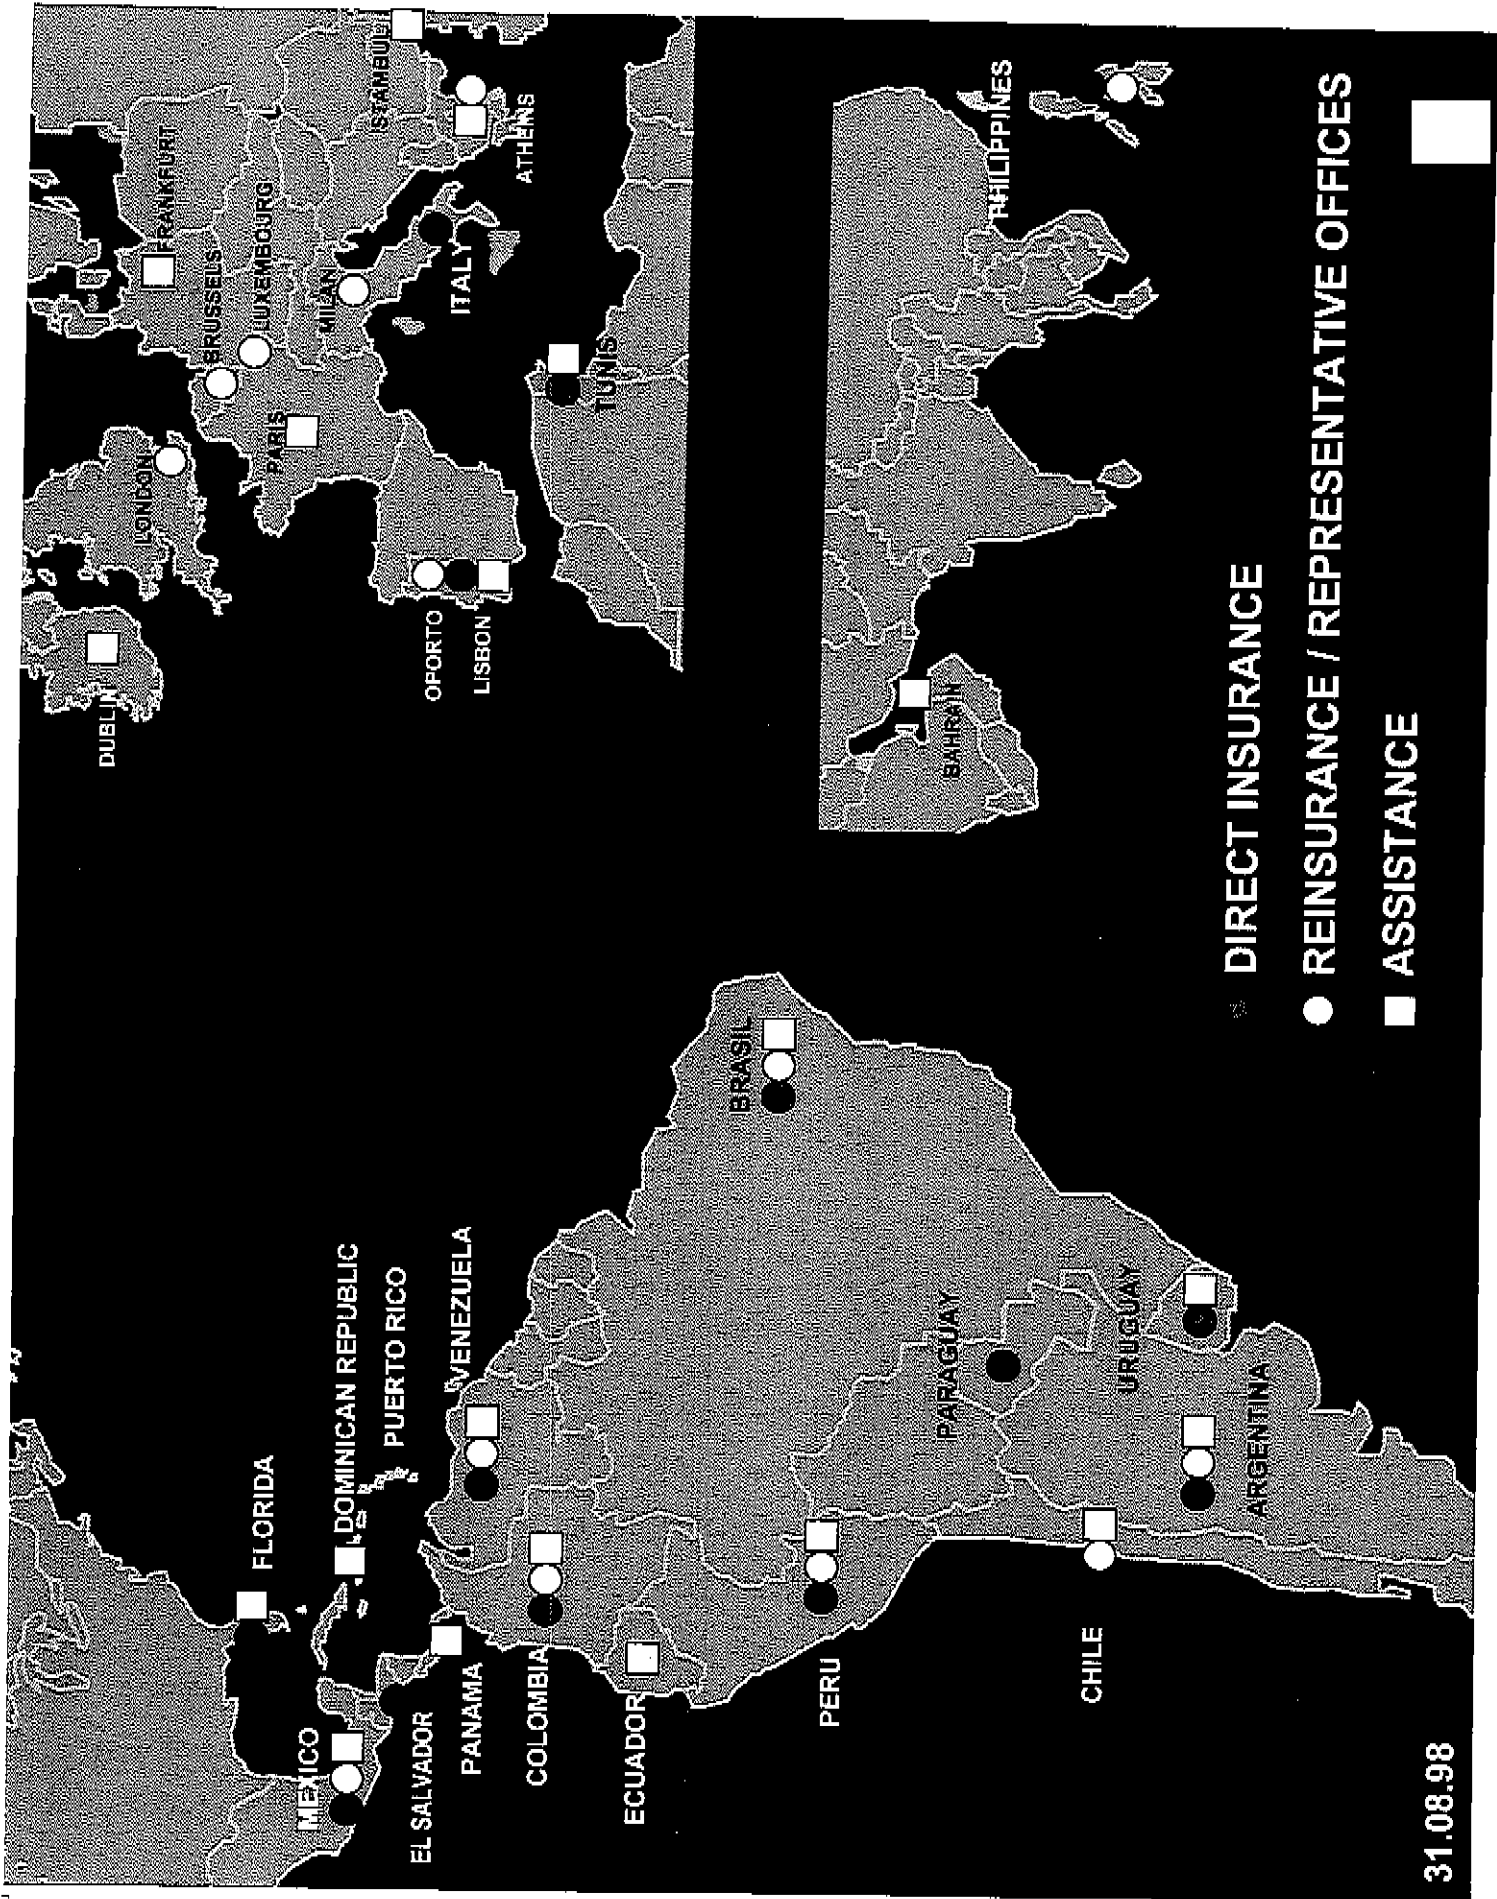 FLORIDA
DOMINICAN REPUBLIC
PUERTO RICO
MEXICO
EL SALVADOR
PANAMA
VENEZUELA
COLOMBIA
ECUADOR
BRASIL
PERU
PARAGUAY
CHILE
URUGUAY
ARGENTINA
DUBLIN
LONDON
FRANKFURT
BRUSSELS
LUXEMBOURG
PARIS
MILAN
ISTAMBUL
OPORTO
LISBON
ITALY
ATHENS
TUNIS
BAHRAIN
PHILIPPINES
DIRECT INSURANCE
REINSURANCE / REPRESENTATIVE OFFICES
ASSISTANCE
31.08.98